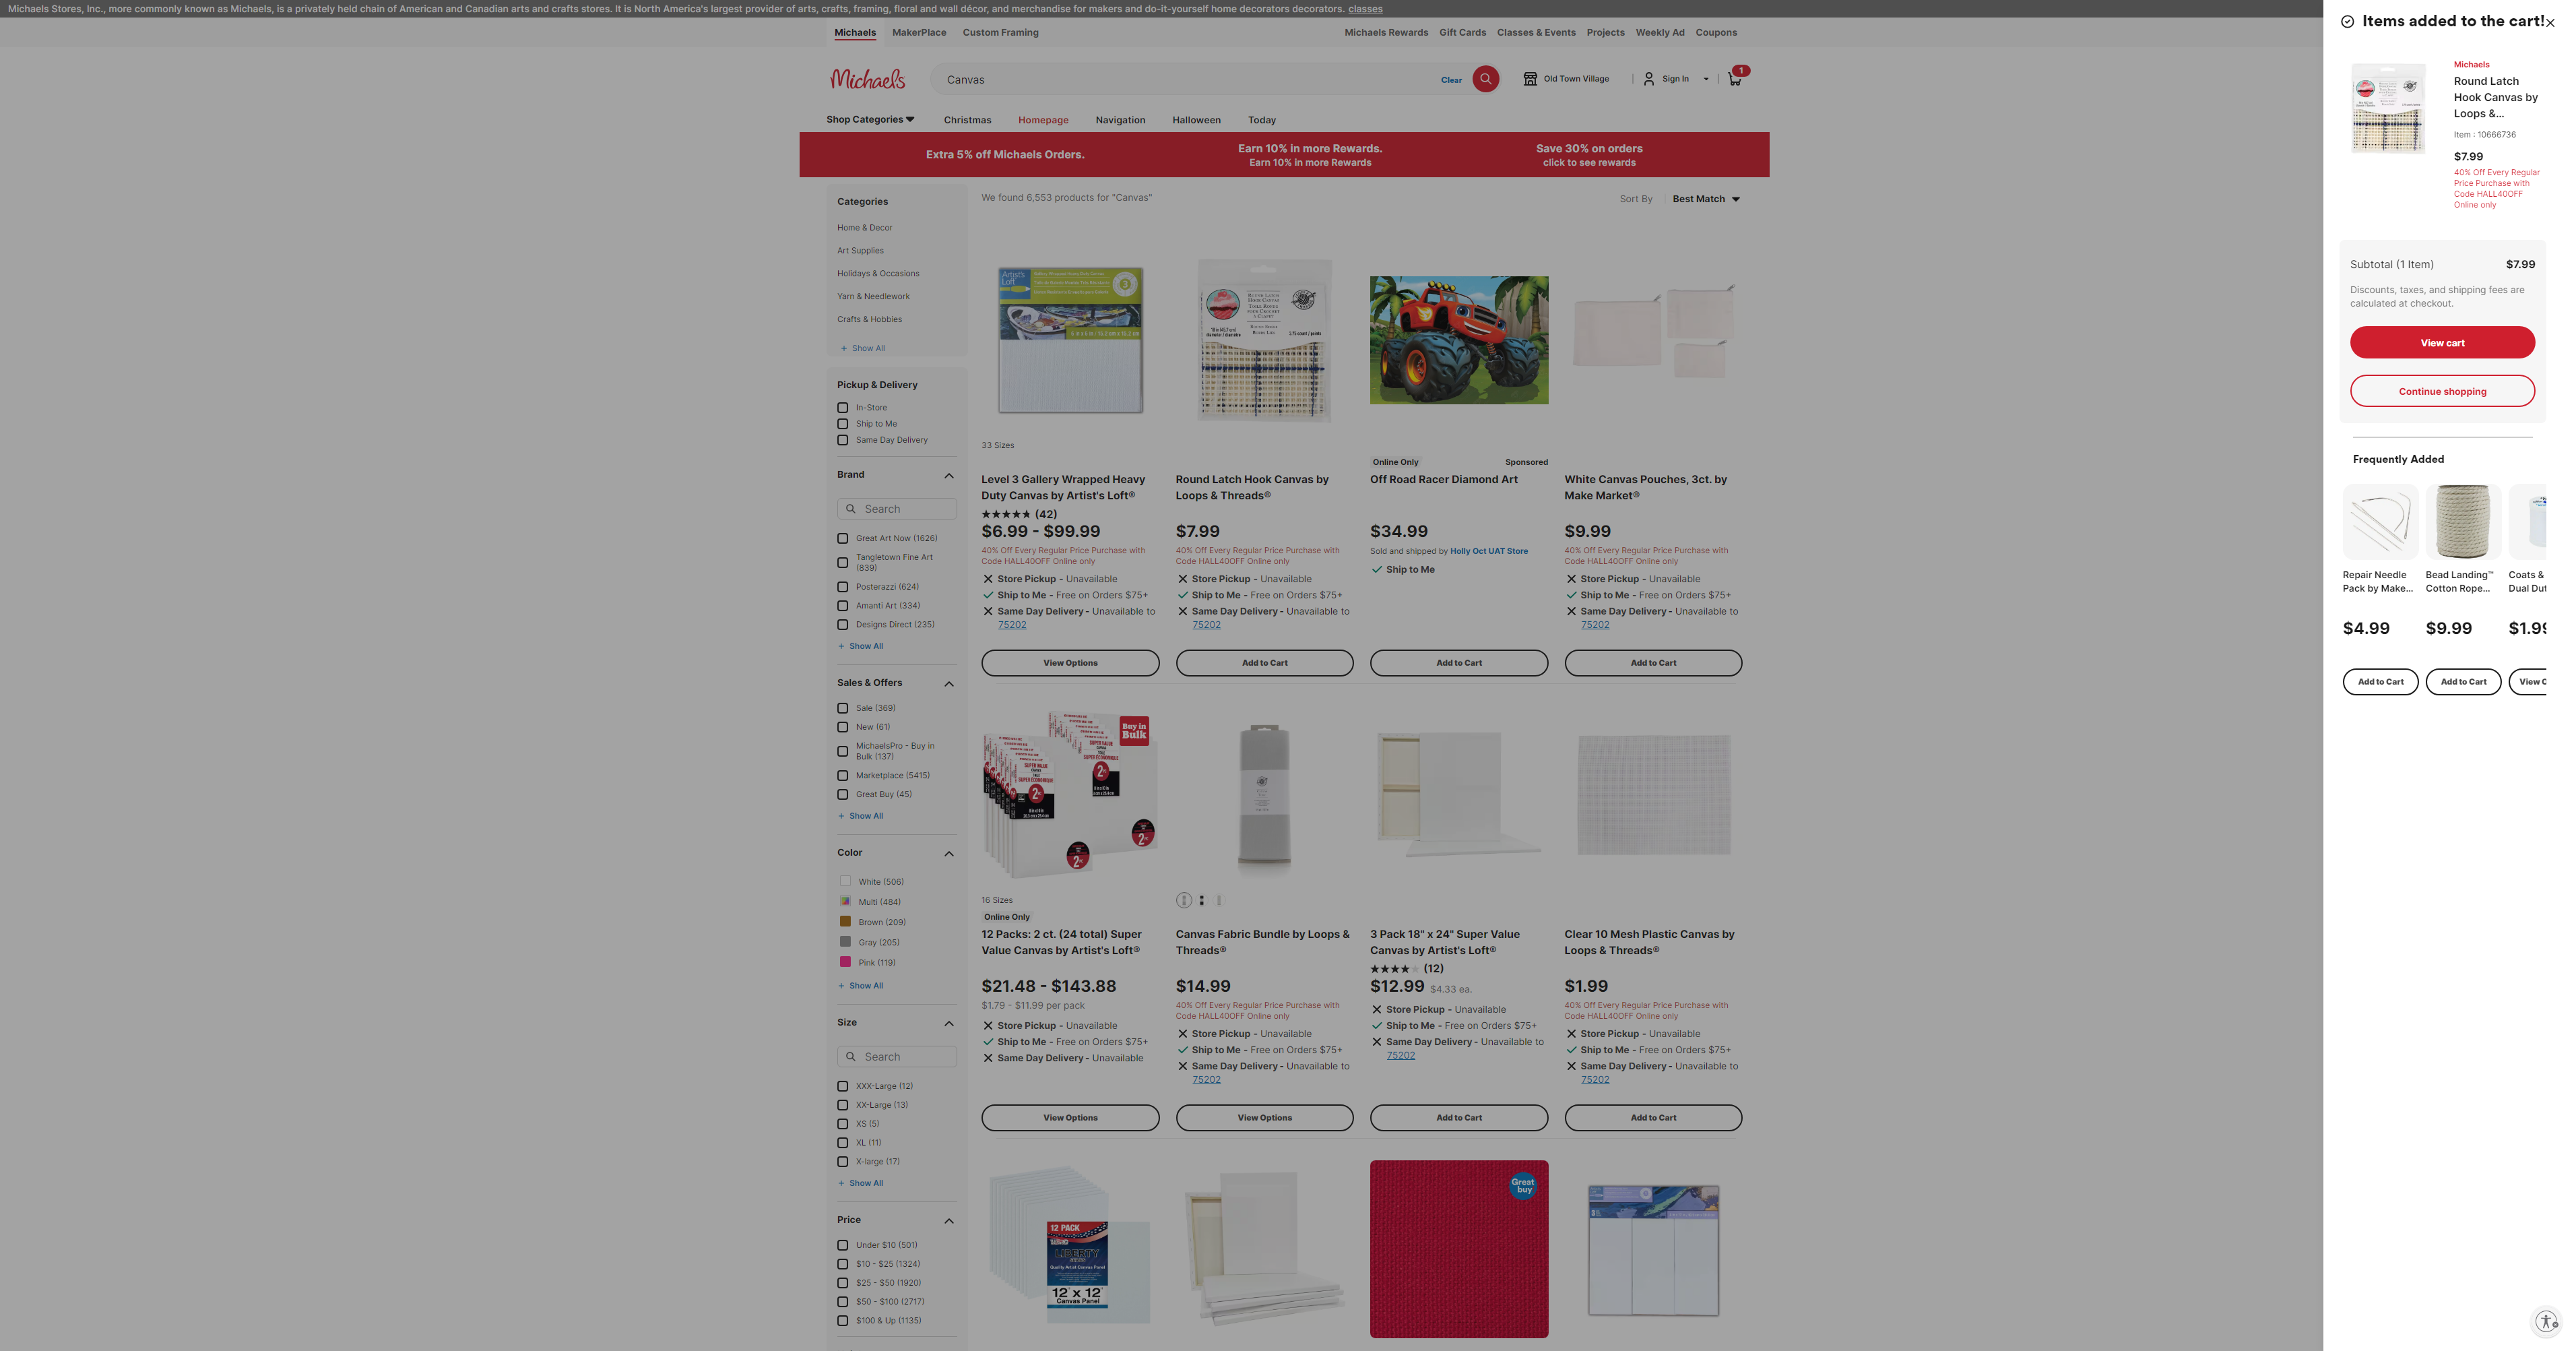 Michaels Stores, Inc., more commonly known as Michaels, is a privately held chain of American and Canadian arts and crafts stores. It is North America's largest provider of arts, crafts, framing, floral and wall décor, and merchandise for makers and do-it-yourself home decorators decorators. classes
Michaels MakerPlace Custom Framing
Michaels Rewards Gift Cards Classes & Events Projects Weekly Ad Coupons
Michaels
Canvas
Clear
Old Town Village
Sign In
1
Shop Categories Christmas Homepage Navigation Halloween Today
Extra 5% off Michaels Orders.
Earn 10% in more Rewards.
Earn 10% in more Rewards
Save 30% on orders
click to see rewards
Categories
Home & Decor
Art Supplies
Holidays & Occasions
Yarn & Needlework
Crafts & Hobbies
+ Show All
Pickup & Delivery
In-Store
Ship to Me
Same Day Delivery
Brand
Search
Great Art Now (1626)
Tangletown Fine Art
(839)
Posterazzi (624)
Amanti Art (334)
Designs Direct (235)
+ Show All
Sales & Offers
Sale (369)
New (61)
MichaelsPro - Buy in
Bulk (137)
Marketplace (5415)
Great Buy (45)
+ Show All
Color
White (506)
Multi (484)
Brown (209)
Gray (205)
Pink (119)
+ Show All
Size
Search
XXX-Large (12)
XX-Large (13)
XS (5)
XL (11)
X-large (17)
+ Show All
Price
Under $10 (501)
$10 - $25 (1324)
$25 - $50 (1920)
$50 - $100 (2717)
$100 & Up (1135)
We found 6,553 products for "Canvas"
Sort By Best Match
Artist's
Loft
3
33 Sizes
Level 3 Gallery Wrapped Heavy
Duty Canvas by Artist's Loft®
(42)
$6.99 - $99.99
40% Off Every Regular Price Purchase with
Code HALL40OFF Online only
Store Pickup - Unavailable
Ship to Me - Free on Orders $75+
Same Day Delivery - Unavailable to
75202
View Options
ROUND LATCH
HOOK CANVAS
Round Latch Hook Canvas by
Loops & Threads®
$7.99
40% Off Every Regular Price Purchase with
Code HALL40OFF Online only
Store Pickup - Unavailable
Ship to Me - Free on Orders $75+
Same Day Delivery - Unavailable to
75202
Add to Cart
Online Only
Sponsored
Off Road Racer Diamond Art
$34.99
Sold and shipped by Holly Oct UAT Store
Ship to Me
Add to Cart
White Canvas Pouches, 3ct. by
Make Market®
$9.99
40% Off Every Regular Price Purchase with
Code HALL40OFF Online only
Store Pickup - Unavailable
Ship to Me - Free on Orders $75+
Same Day Delivery - Unavailable to
75202
Add to Cart
Buy in
Bulk
16 Sizes
Online Only
12 Packs: 2 ct. (24 total) Super
Value Canvas by Artist's Loft®
$21.48 - $143.88
$1.79 - $11.99 per pack
Store Pickup - Unavailable
Ship to Me - Free on Orders $75+
Same Day Delivery - Unavailable
View Options
Canvas Fabric Bundle by Loops &
Threads®
$14.99
40% Off Every Regular Price Purchase with
Code HALL40OFF Online only
Store Pickup - Unavailable
Ship to Me - Free on Orders $75+
Same Day Delivery - Unavailable to
75202
View Options
3 Pack 18" x 24" Super Value
Canvas by Artist's Loft®
(12)
$12.99 $4.33 ea.
Store Pickup - Unavailable
Ship to Me - Free on Orders $75+
Same Day Delivery - Unavailable to
75202
Add to Cart
Clear 10 Mesh Plastic Canvas by
Loops & Threads®
$1.99
40% Off Every Regular Price Purchase with
Code HALL40OFF Online only
Store Pickup - Unavailable
Ship to Me - Free on Orders $75+
Same Day Delivery - Unavailable to
75202
Add to Cart
12 PACK
LIBERTY
Quality Artist Canvas Panel
12" x 12"
Canvas Panel
Great
buy
Items added to the cart!
Michaels
Round Latch
Hook Canvas by
Loops &...
Item : 10666736
$7.99
40% Off Every Regular
Price Purchase with
Code HALL40OFF
Online only
Subtotal (1 Item) $7.99
Discounts, taxes, and shipping fees are
calculated at checkout.
View cart
Continue shopping
Frequently Added
Repair Needle
Pack by Make...
$4.99
Add to Cart
Bead Landing™
Cotton Rope...
$9.99
Add to Cart
Coats &
Dual Dut
$1.99
View O